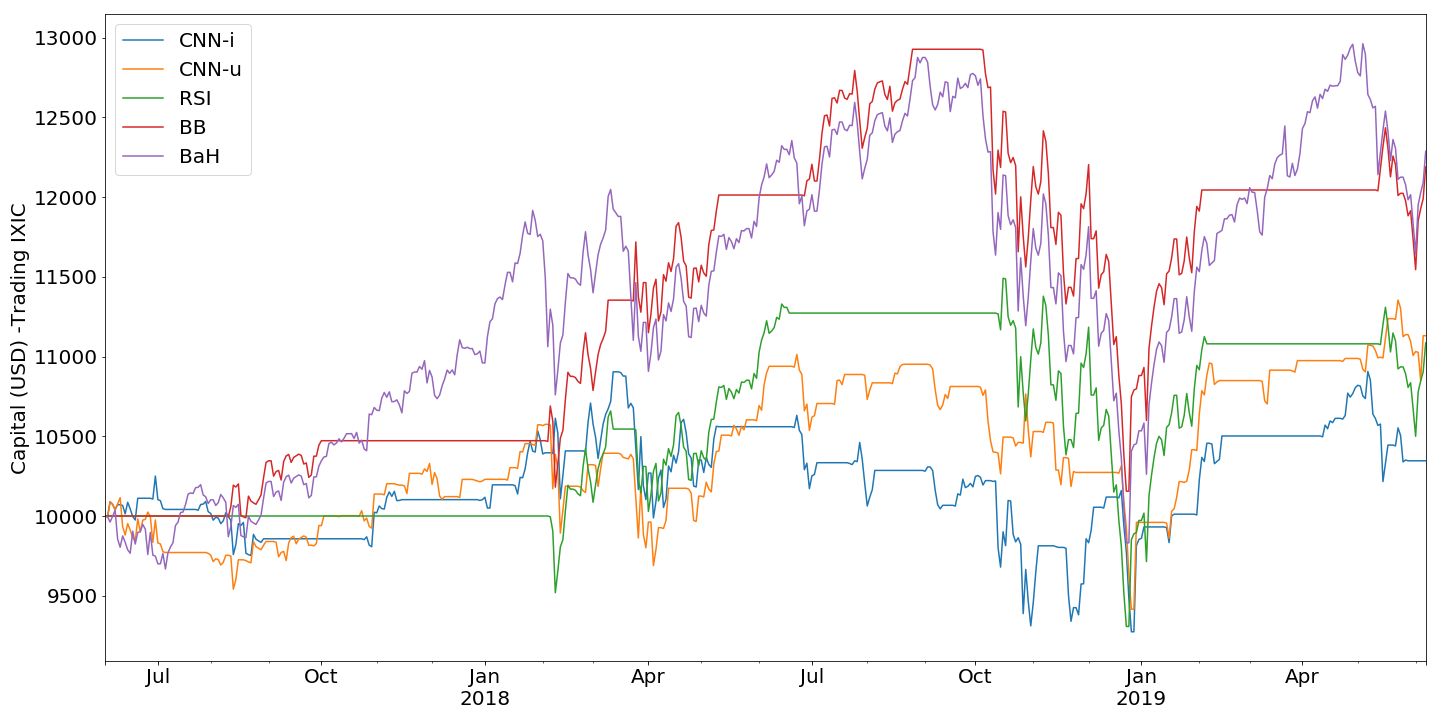 CNN-i
CNN-u
RSI
BB
BaH
Capital (USD) -Trading IXIC
13000
12500
12000
11500
11000
10500
10000
9500
Jul
Oct
Jan
2018
Apr
Jul
Oct
Jan
2019
Apr